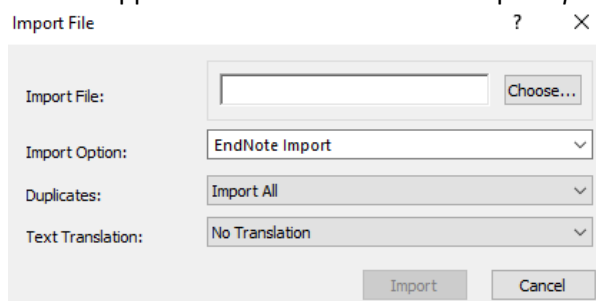 Import File ?
Import File: Choose...
Import Option: EndNote Import
Duplicates: Import All
Text Translation: No Translation
Import Cancel